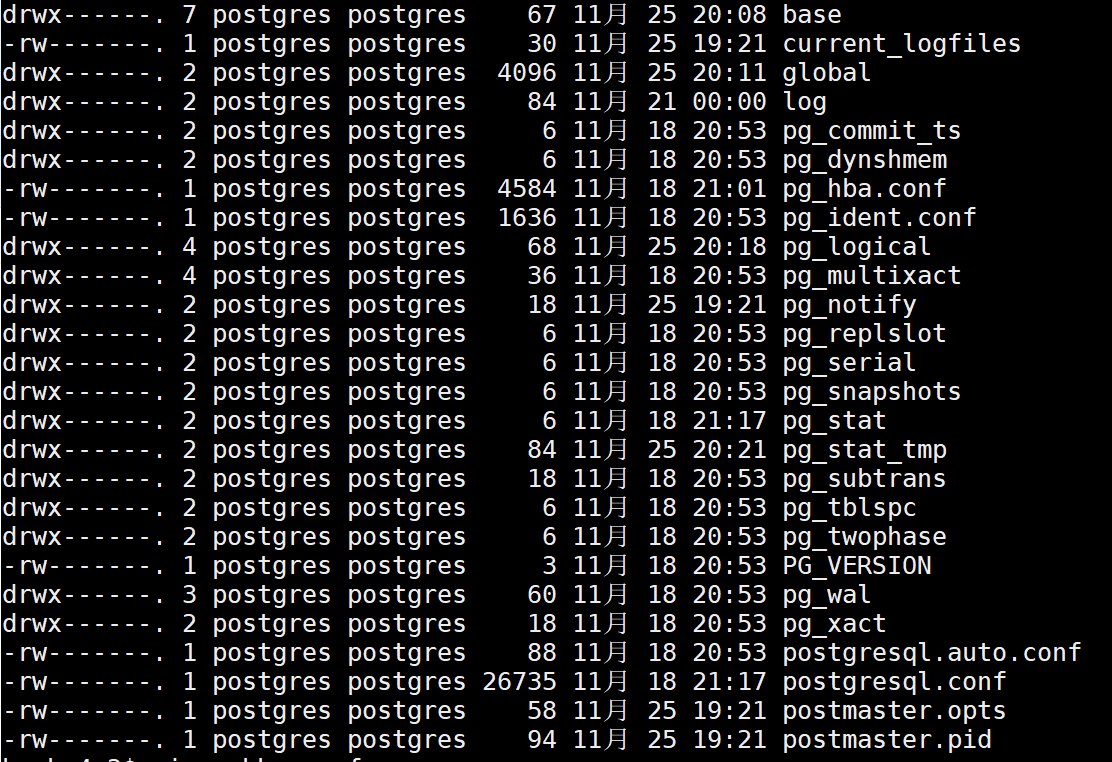 drwx------. 7 postgres postgres    67 11月 25 20:08 base
-rw-------. 1 postgres postgres    30 11月 25 19:21 current_logfiles
drwx------. 2 postgres postgres  4096 11月 25 20:11 global
drwx------. 2 postgres postgres    84 11月 21 00:00 log
drwx------. 2 postgres postgres     6 11月 18 20:53 pg_commit_ts
drwx------. 2 postgres postgres     6 11月 18 20:53 pg_dynshmem
-rw-------. 1 postgres postgres  4584 11月 18 21:01 pg_hba.conf
-rw-------. 1 postgres postgres  1636 11月 18 20:53 pg_ident.conf
drwx------. 4 postgres postgres    68 11月 25 20:18 pg_logical
drwx------. 4 postgres postgres    36 11月 18 20:53 pg_multixact
drwx------. 2 postgres postgres    18 11月 25 19:21 pg_notify
drwx------. 2 postgres postgres     6 11月 18 20:53 pg_replslot
drwx------. 2 postgres postgres     6 11月 18 20:53 pg_serial
drwx------. 2 postgres postgres     6 11月 18 20:53 pg_snapshots
drwx------. 2 postgres postgres     6 11月 18 21:17 pg_stat
drwx------. 2 postgres postgres    84 11月 25 20:21 pg_stat_tmp
drwx------. 2 postgres postgres    18 11月 18 20:53 pg_subtrans
drwx------. 2 postgres postgres     6 11月 18 20:53 pg_tblspc
drwx------. 2 postgres postgres     6 11月 18 20:53 pg_twophase
-rw-------. 1 postgres postgres     3 11月 18 20:53 PG_VERSION
drwx------. 3 postgres postgres    60 11月 18 20:53 pg_wal
drwx------. 2 postgres postgres    18 11月 18 20:53 pg_xact
-rw-------. 1 postgres postgres    88 11月 18 20:53 postgresql.auto.conf
-rw-------. 1 postgres postgres 26735 11月 18 21:17 postgresql.conf
-rw-------. 1 postgres postgres    58 11月 25 19:21 postmaster.opts
-rw-------. 1 postgres postgres    94 11月 25 19:21 postmaster.pid